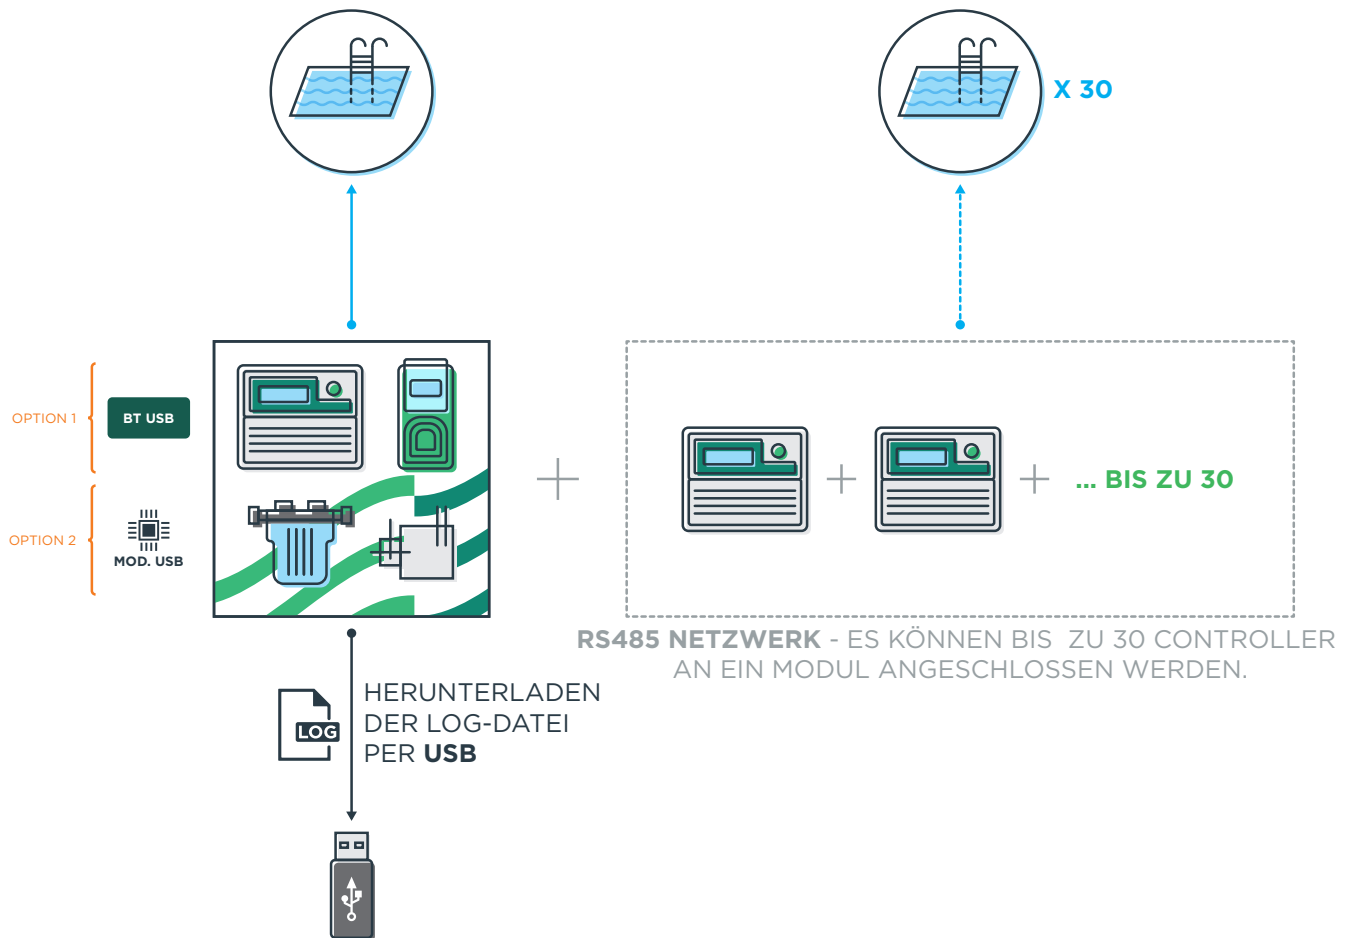 X 30
OPTION 1
BT USB
... BIS ZU 30
OPTION 2
MOD. USB
RS485 NETZWERK - ES KÖNNEN BIS ZU 30 CONTROLLER
AN EIN MODUL ANGESCHLOSSEN WERDEN.
LOG
HERUNTERLADEN
DER LOG-DATEI
PER USB